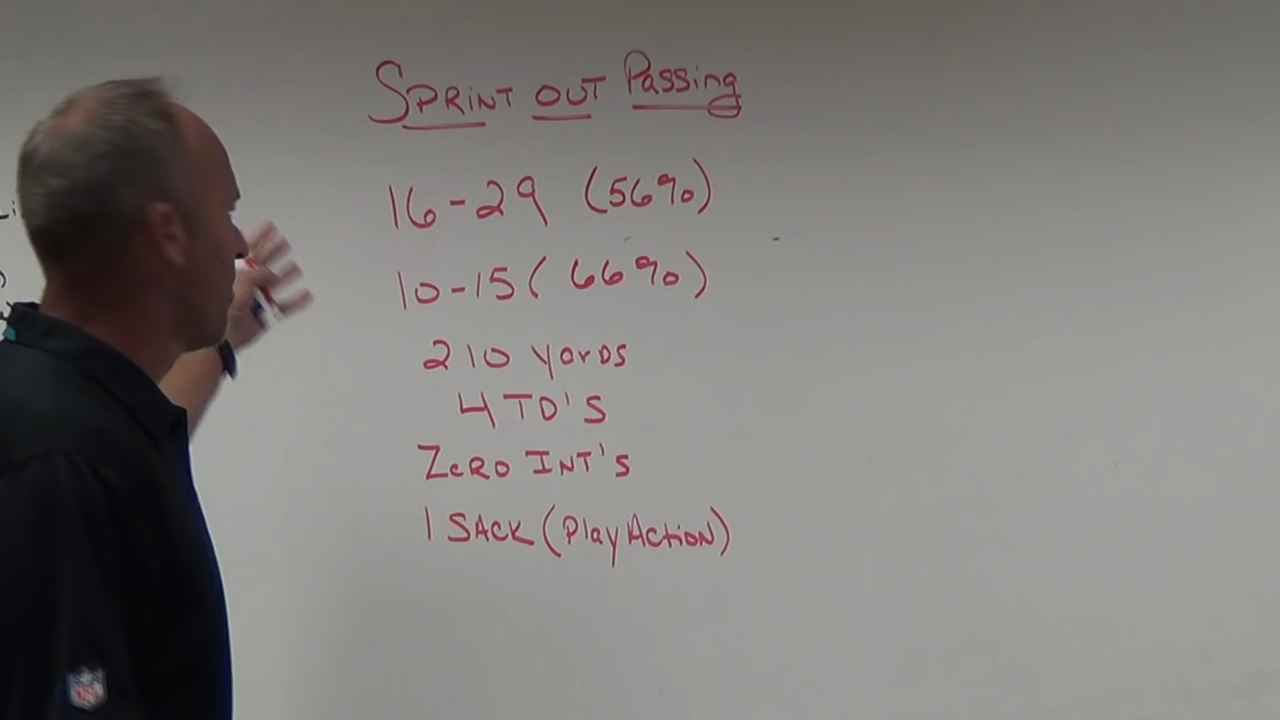 SPRINT OUT Passing
16-29 (56%)
10-15 (66%)
210 yards
4 TD'S
ZERO INT'S
1 SACK (Play Action)
NFL